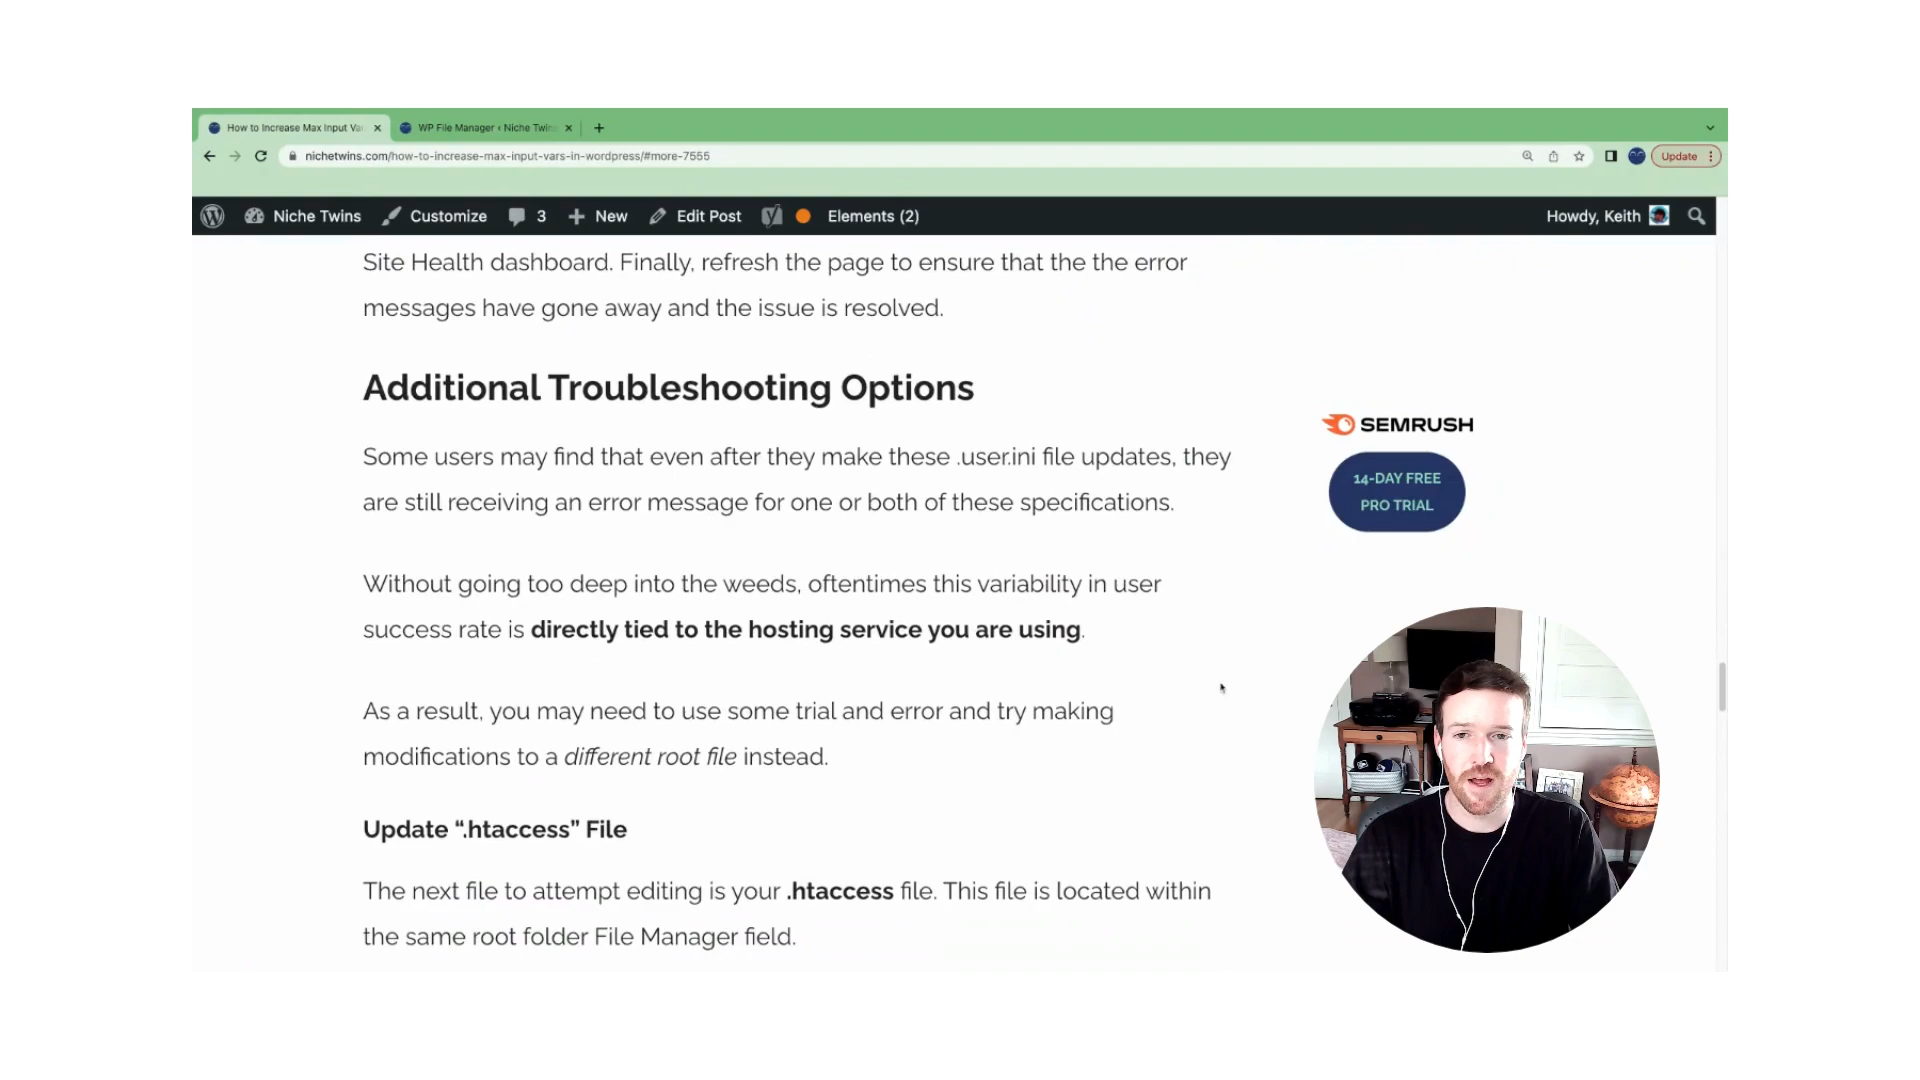 How to Increase Max Input Va
WP File Manager ‹ Niche Twin
nichetwins.com/how-to-increase-max-input-vars-in-wordpress/#more-7555
Update
Niche Twins
Customize
3
New
Edit Post
Elements (2)
Howdy, Keith
Site Health dashboard. Finally, refresh the page to ensure that the the error
messages have gone away and the issue is resolved.
Additional Troubleshooting Options
Some users may find that even after they make these .user.ini file updates, they
are still receiving an error message for one or both of these specifications.
Without going too deep into the weeds, oftentimes this variability in user
success rate is directly tied to the hosting service you are using.
As a result, you may need to use some trial and error and try making
modifications to a different root file instead.
Update “.htaccess” File
The next file to attempt editing is your .htaccess file. This file is located within
the same root folder File Manager field.
SEMRUSH
14-DAY FREE
PRO TRIAL